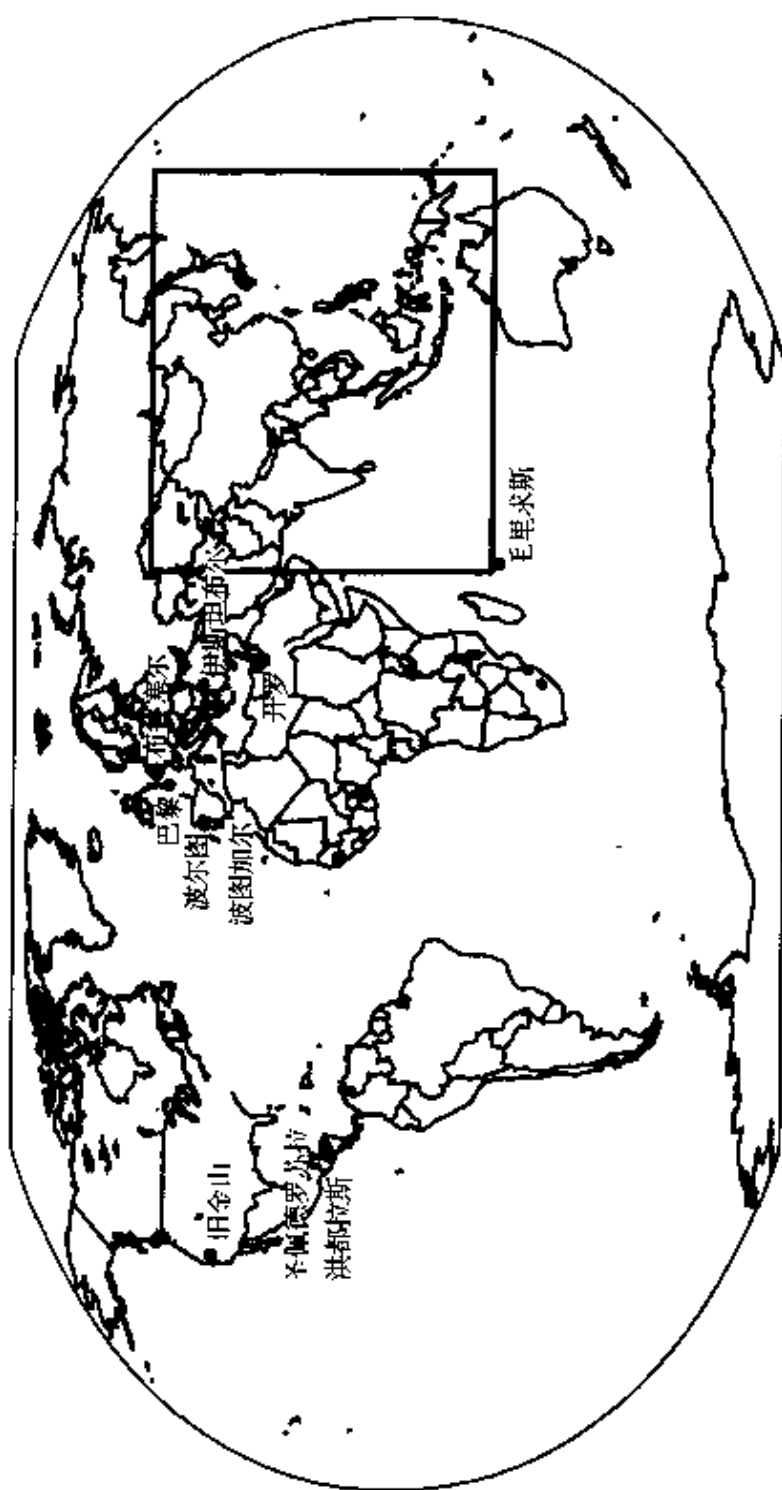 旧金山
圣佩德罗苏拉
洪都拉斯
巴黎
波尔图
波图加尔
布鲁塞尔
伊斯坦布尔
开罗
毛里求斯